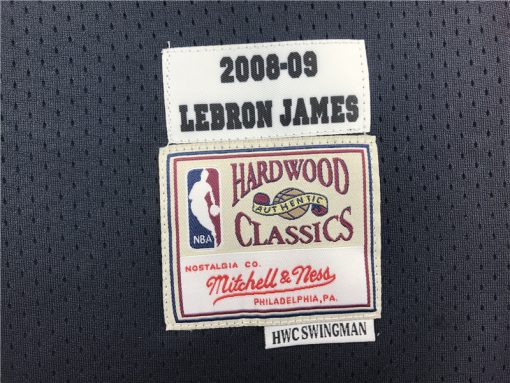 2008-09
LEBRON JAMES
HARDWOOD
AUTHENTIC
CLASSICS
NBA
NOSTALGIA CO.
Mitchell & Ness
PHILADELPHIA, PA.
HWC SWINGMAN